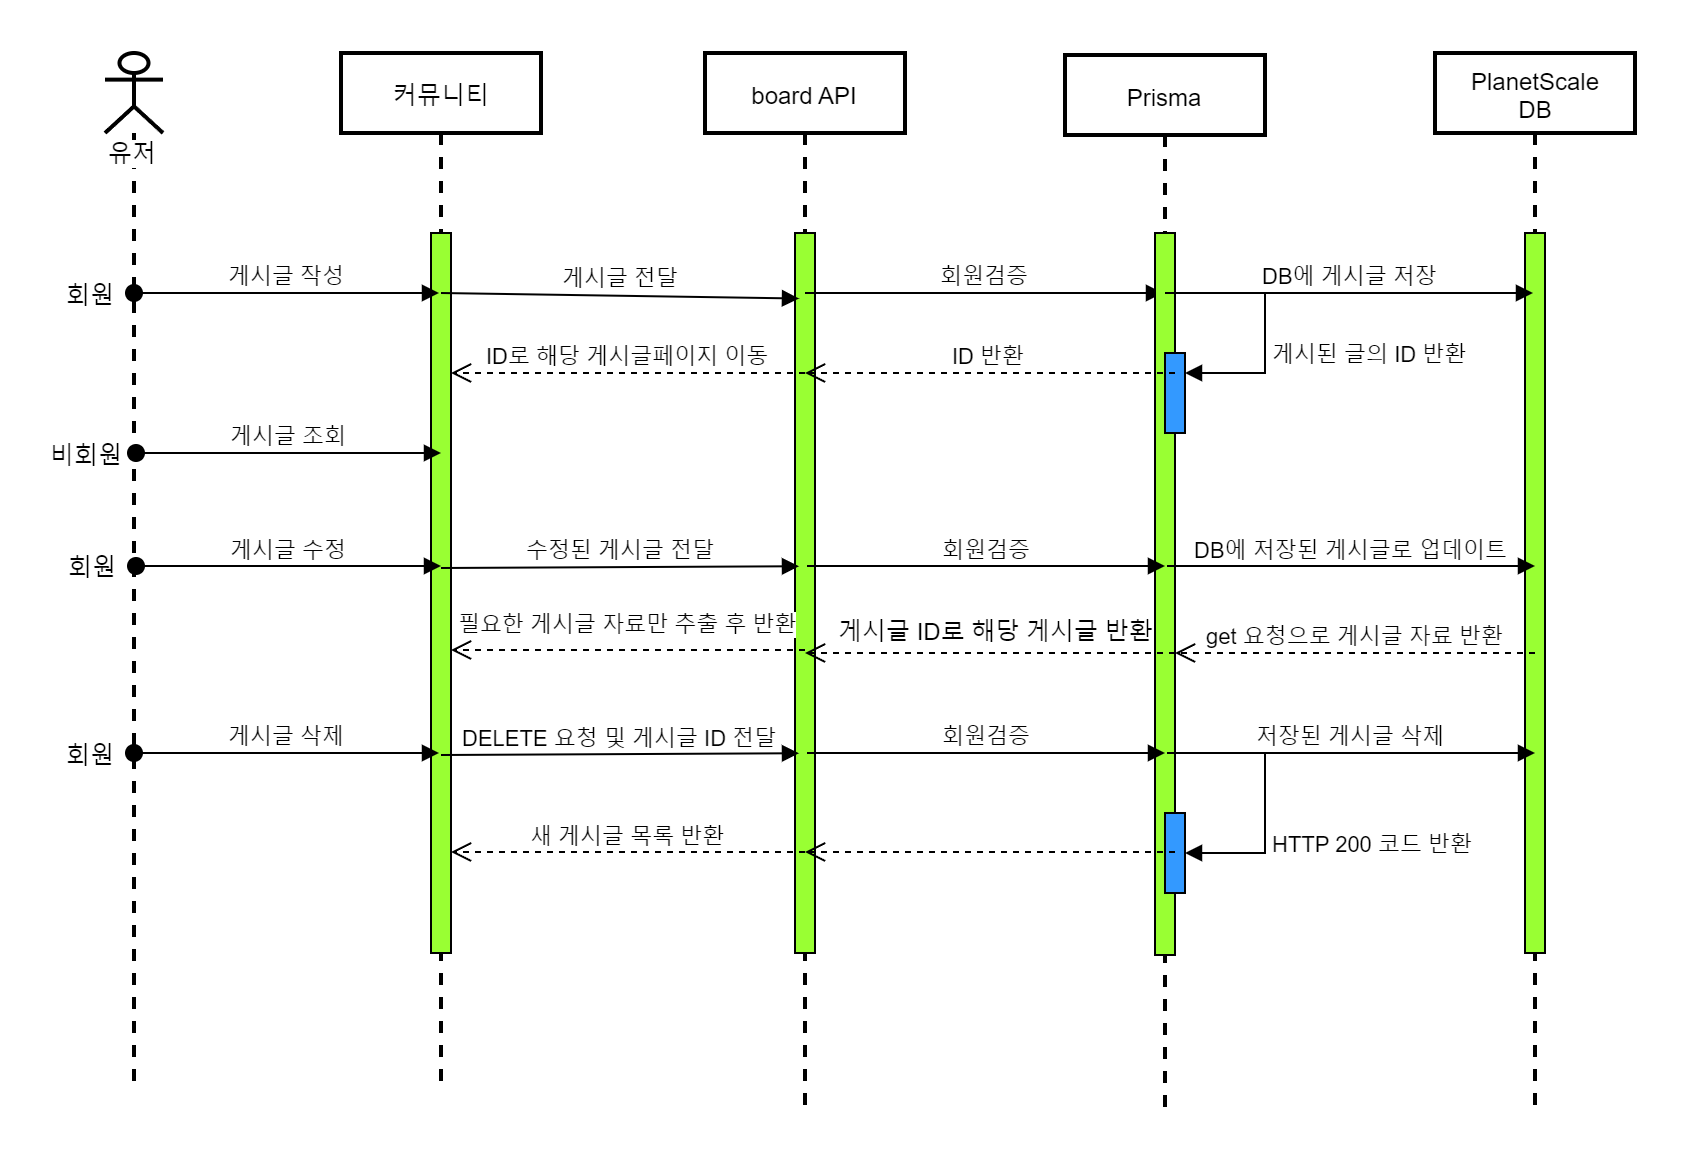 유저
커뮤니티
board API
Prisma
PlanetScale
DB
회원
게시글 작성
게시글 전달
회원검증
DB에 게시글 저장
ID로 해당 게시글페이지 이동
ID 반환
게시된 글의 ID 반환
비회원
게시글 조회
회원
게시글 수정
수정된 게시글 전달
회원검증
DB에 저장된 게시글로 업데이트
필요한 게시글 자료만 추출 후 반환
게시글 ID로 해당 게시글 반환
get 요청으로 게시글 자료 반환
회원
게시글 삭제
DELETE 요청 및 게시글 ID 전달
회원검증
저장된 게시글 삭제
새 게시글 목록 반환
HTTP 200 코드 반환